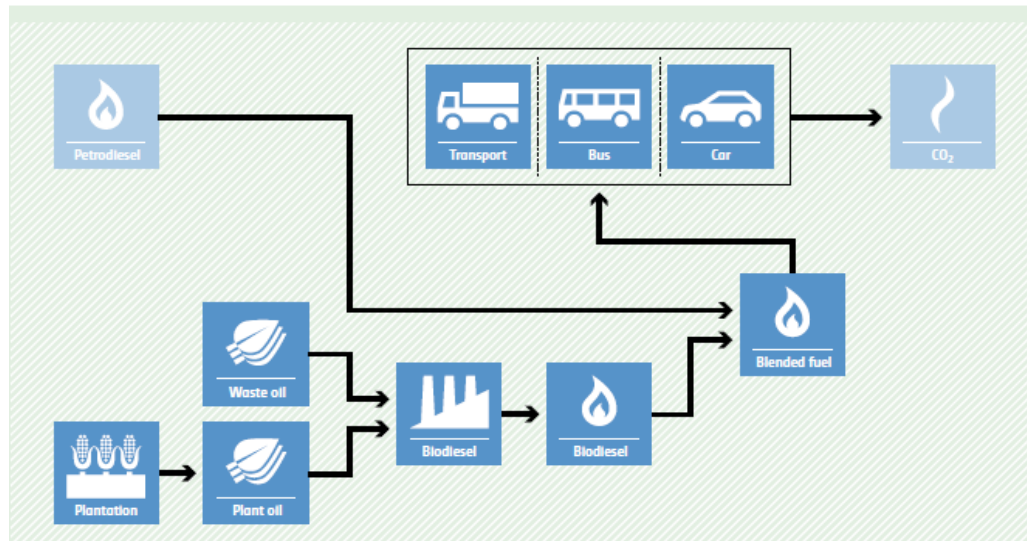 Petrodiesel
Transport
Bus
Car
CO₂
Blended fuel
Waste oil
Biodiesel
Biodiesel
Plantation
Plant oil